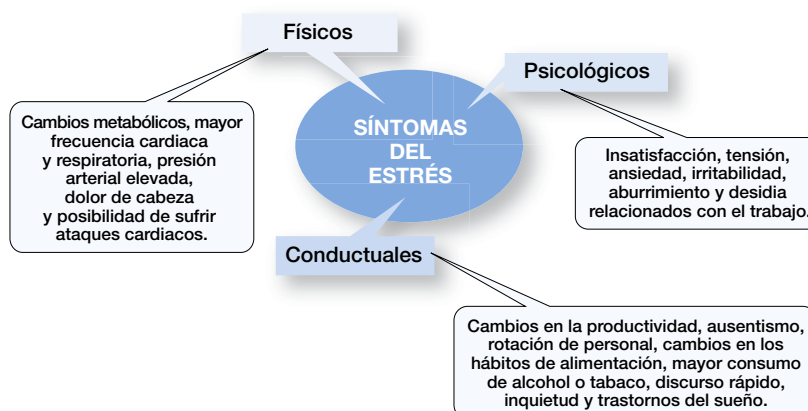 Físicos
Psicológicos
Cambios metabólicos, mayor
frecuencia cardiaca
y respiratoria, presión
arterial elevada,
dolor de cabeza
y posibilidad de sufrir
ataques cardiacos.
SÍNTOMAS
DEL
ESTRÉS
Insatisfacción, tensión,
ansiedad, irritabilidad,
aburrimiento y desidia
relacionados con el trabajo.
Conductuales
Cambios en la productividad, ausentismo,
rotación de personal, cambios en los
hábitos de alimentación, mayor consumo
de alcohol o tabaco, discurso rápido,
inquietud y trastornos del sueño.